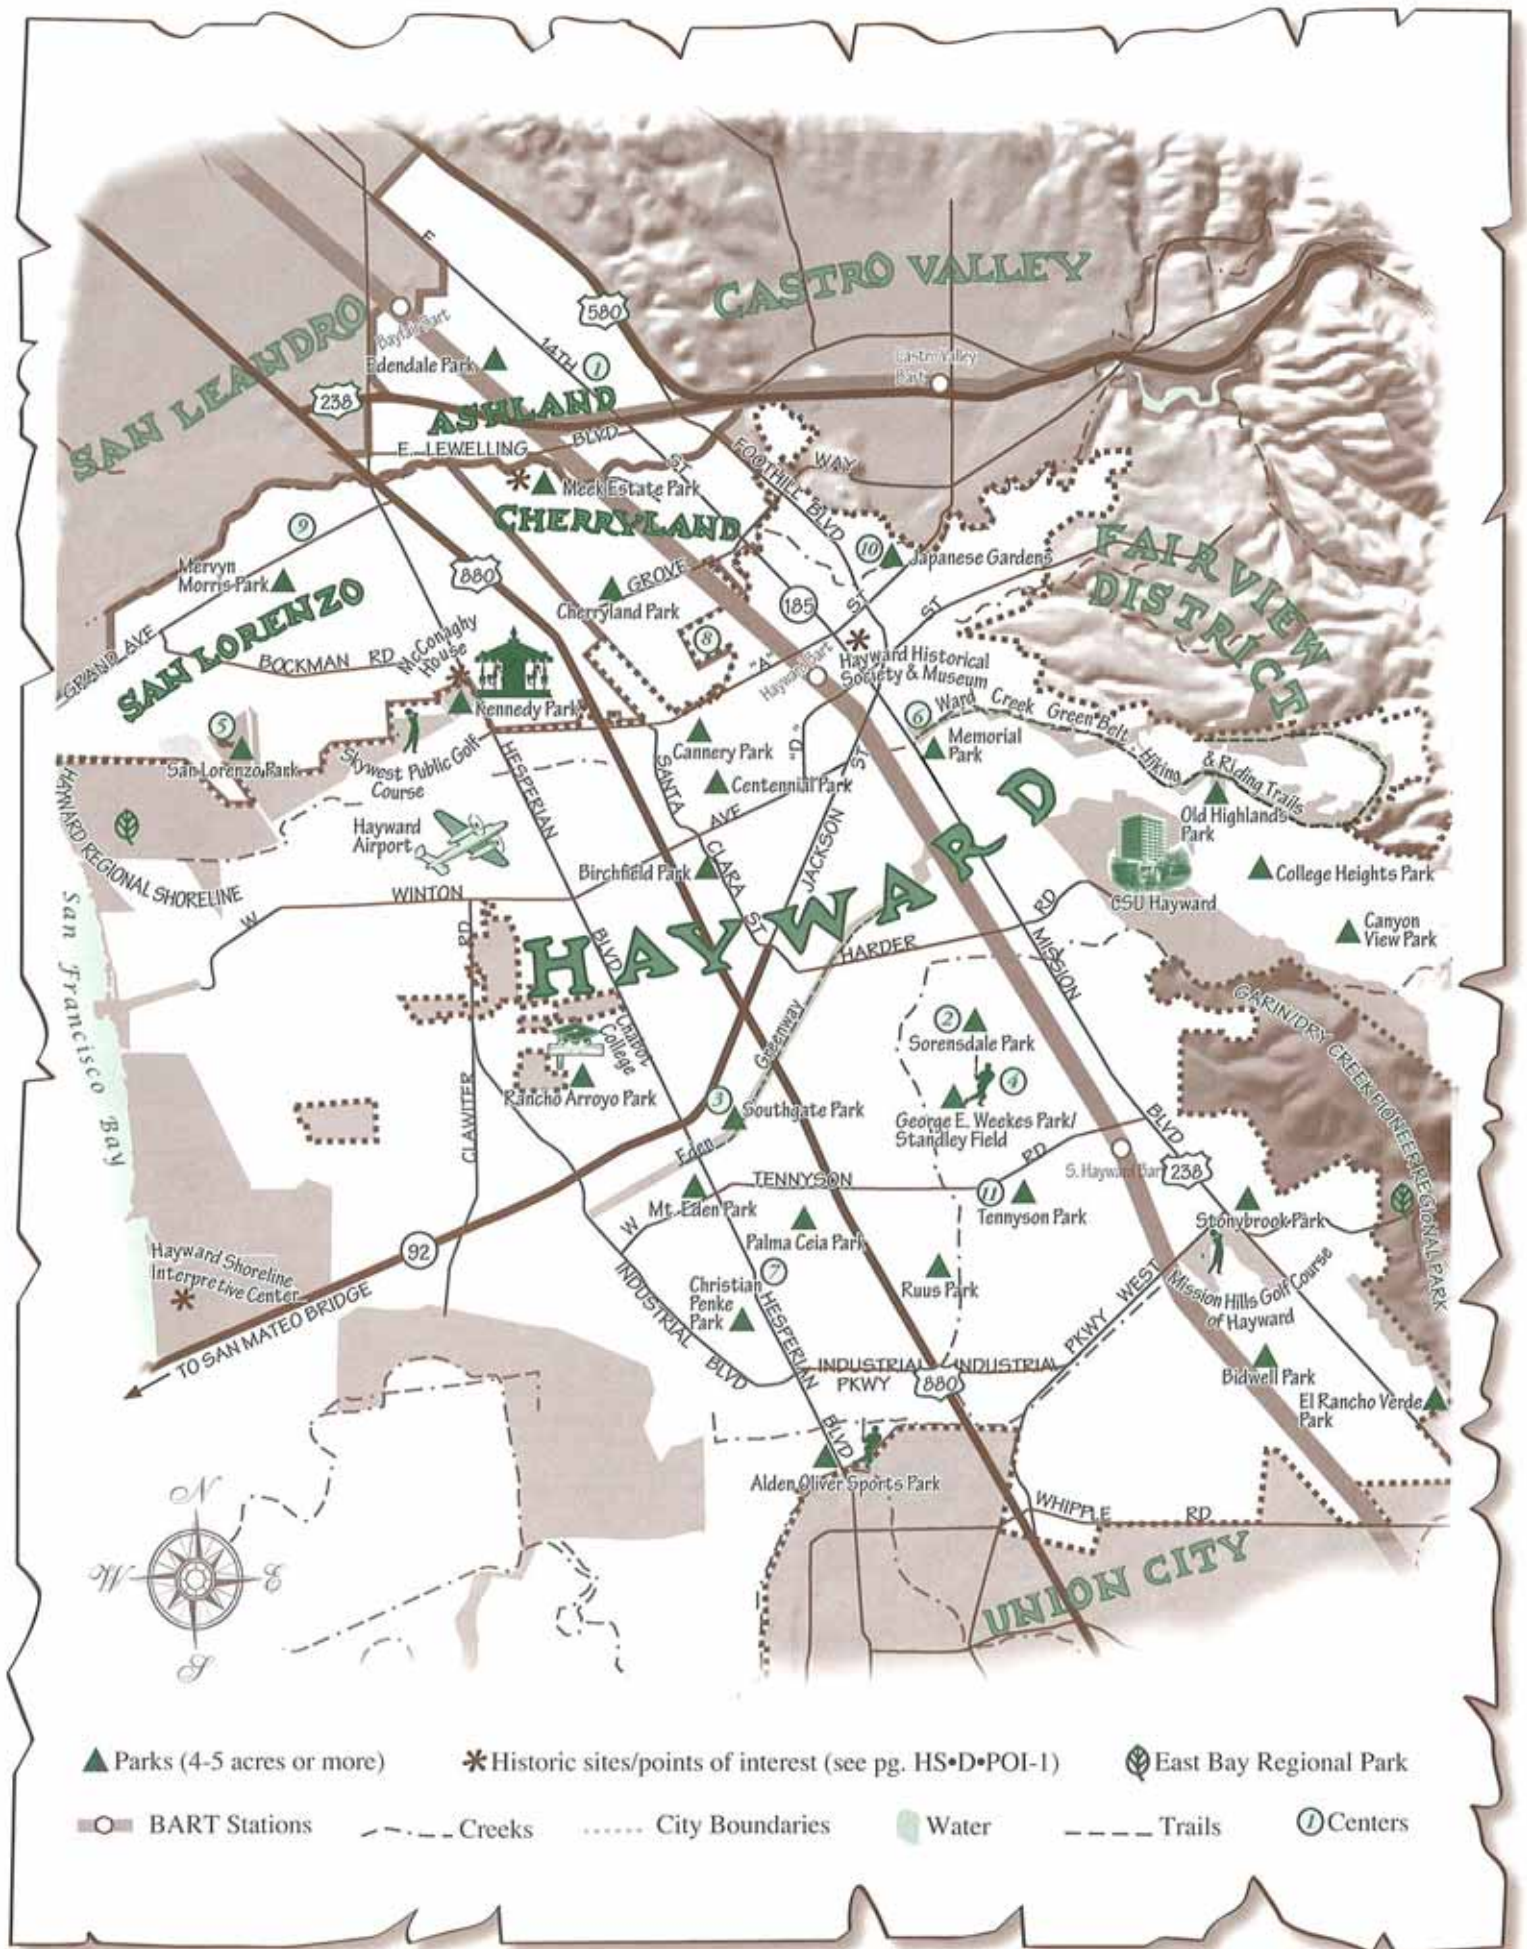 CASTRO VALLEY
SAN LEANDRO
E
14TH
ST
580
Bart
Castro Valley
Bart
Edendale Park
1
238
ASHLAND
E. LEWELLING
BLVD
FOOTHILL BLVD
WAY
Meek Estate Park
CHERRYLAND
FAIRVIEW
DISTRICT
9
10
Japanese Gardens
Mervyn
Morris Park
880
GROVE
Cherryland Park
185
ST
ST
SAN LORENZO
8
"A"
Hayward Bart
Hayward Historical
Society & Museum
GRAND AVE
BOCKMAN RD
McConaghy
House
Kennedy Park
5
San Lorenzo Park
Skywest Public Golf
Course
Cannery Park
"D"
ST
6
Ward Creek Green Belt - Hiking
& Riding Trails
Memorial
Park
HESPERIAN
BLVD
SANTA
CLARA
ST
Centennial Park
AVE
JACKSON
Old Highlands
Park
HAYWARD REGIONAL SHORELINE
Hayward
Airport
Birchfield Park
College Heights Park
CSU Hayward
W
WINTON
RD
HAYWARD
HARDER
RD
MISSION
Canyon
View Park
San Francisco Bay
Chabot
College
Greenway
2
Sorensdale Park
GARIN/DRY CREEK PIONEER REGIONAL PARK
CLAWITER
Rancho Arroyo Park
3
Southgate Park
4
George E. Weekes Park/
Standley Field
BLVD
RD
Eden
S. Hayward Bart
238
TENNYSON
11
Tennyson Park
Mt. Eden Park
W
Palma Ceia Park
Stonybrook Park
Hayward Shoreline
Interpretive Center
92
TO SAN MATEO BRIDGE
INDUSTRIAL
BLVD
7
Christian
Penke
Park
HESPERIAN
BLVD
Ruus Park
PKWY WEST
Mission Hills Golf Course
of Hayward
INDUSTRIAL
PKWY
INDUSTRIAL
880
Bidwell Park
El Rancho Verde
Park
Alden Oliver Sports Park
WHIPPLE
RD
UNION CITY
N
W
E
S
Parks (4-5 acres or more)
Historic sites/points of interest (see pg. HS•D•POI-1)
East Bay Regional Park
BART Stations
Creeks
City Boundaries
Water
Trails
1 Centers